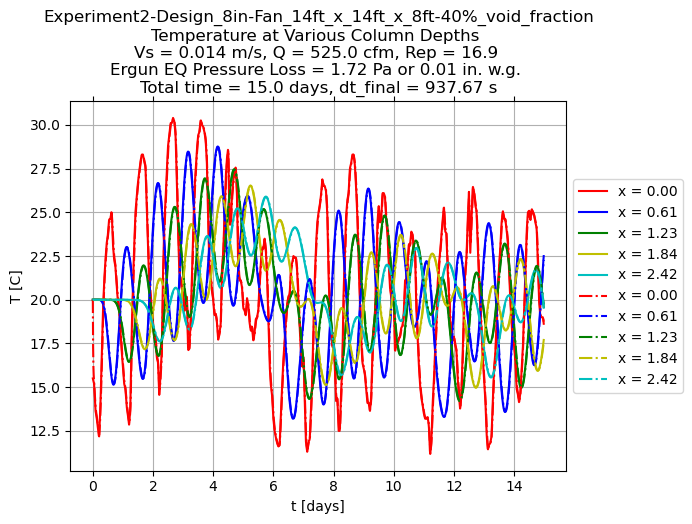 Experiment2-Design_8in-Fan_14ft_x_14ft_x_8ft-40%_void_fraction
Temperature at Various Column Depths
Vs = 0.014 m/s, Q = 525.0 cfm, Rep = 16.9
Ergun EQ Pressure Loss = 1.72 Pa or 0.01 in. w.g.
Total time = 15.0 days, dt_final = 937.67 s
30.0
27.5
25.0
22.5
20.0
17.5
15.0
12.5
T [C]
0 2 4 6 8 10 12 14
t [days]
x = 0.00
x = 0.61
x = 1.23
x = 1.84
x = 2.42
x = 0.00
x = 0.61
x = 1.23
x = 1.84
x = 2.42